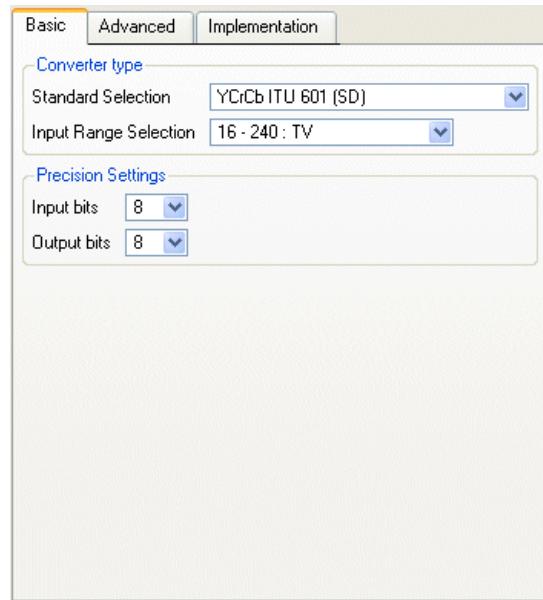 Basic Advanced Implementation
Converter type
Standard Selection YCrCb ITU 601 (SD)
Input Range Selection 16 - 240 : TV
Precision Settings
Input bits 8
Output bits 8